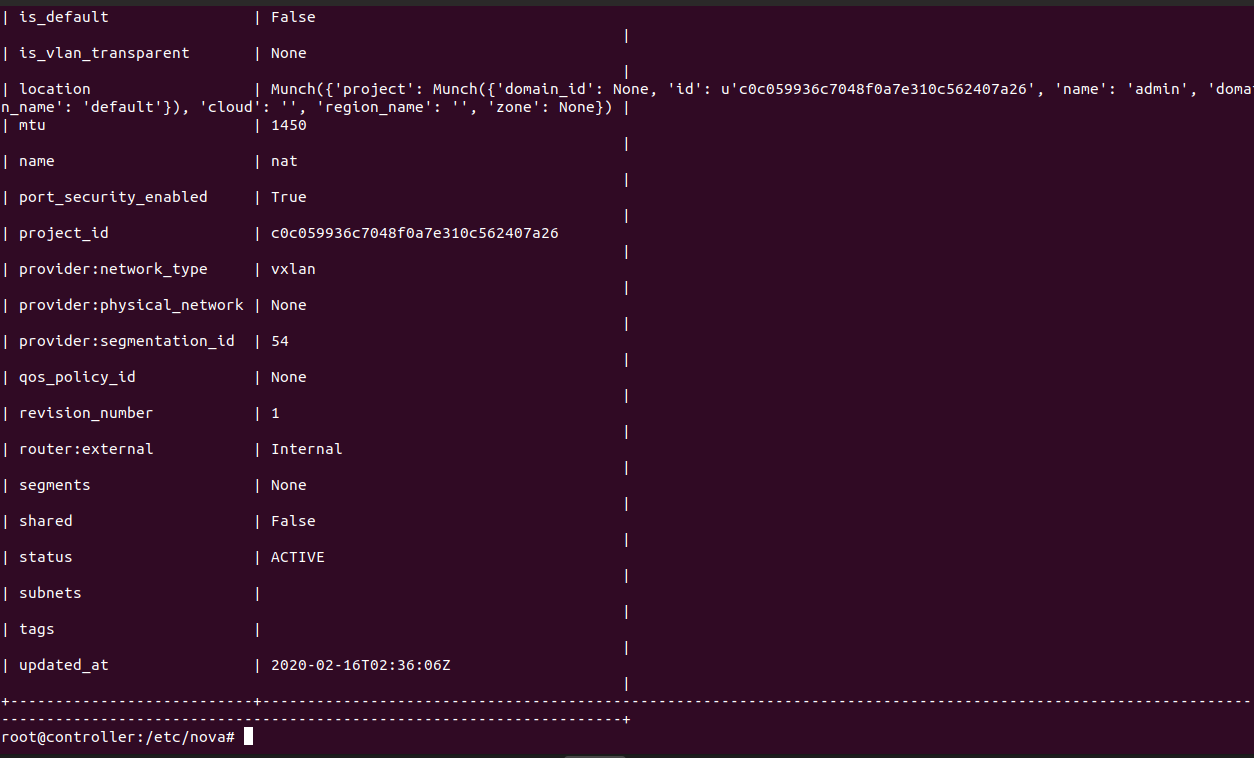 | is_default                | False
                                                                     |
| is_vlan_transparent       | None
                                                                     |
| location                  | Munch({'project': Munch({'domain_id': None, 'id': u'c0c059936c7048f0a7e310c562407a26', 'name': 'admin', 'domai
n_name': 'default'}), 'cloud': '', 'region_name': '', 'zone': None}) |
| mtu                       | 1450
                                                                     |
| name                      | nat
                                                                     |
| port_security_enabled     | True
                                                                     |
| project_id                | c0c059936c7048f0a7e310c562407a26
                                                                     |
| provider:network_type     | vxlan
                                                                     |
| provider:physical_network | None
                                                                     |
| provider:segmentation_id  | 54
                                                                     |
| qos_policy_id             | None
                                                                     |
| revision_number           | 1
                                                                     |
| router:external           | Internal
                                                                     |
| segments                  | None
                                                                     |
| shared                    | False
                                                                     |
| status                    | ACTIVE
                                                                     |
| subnets                   |
                                                                     |
| tags                      |
                                                                     |
| updated_at                | 2020-02-16T02:36:06Z
                                                                     |
+---------------------------+--------------------------------------------------------------------------------------------------------------
---------------------------------------------------------------------+
root@controller:/etc/nova#